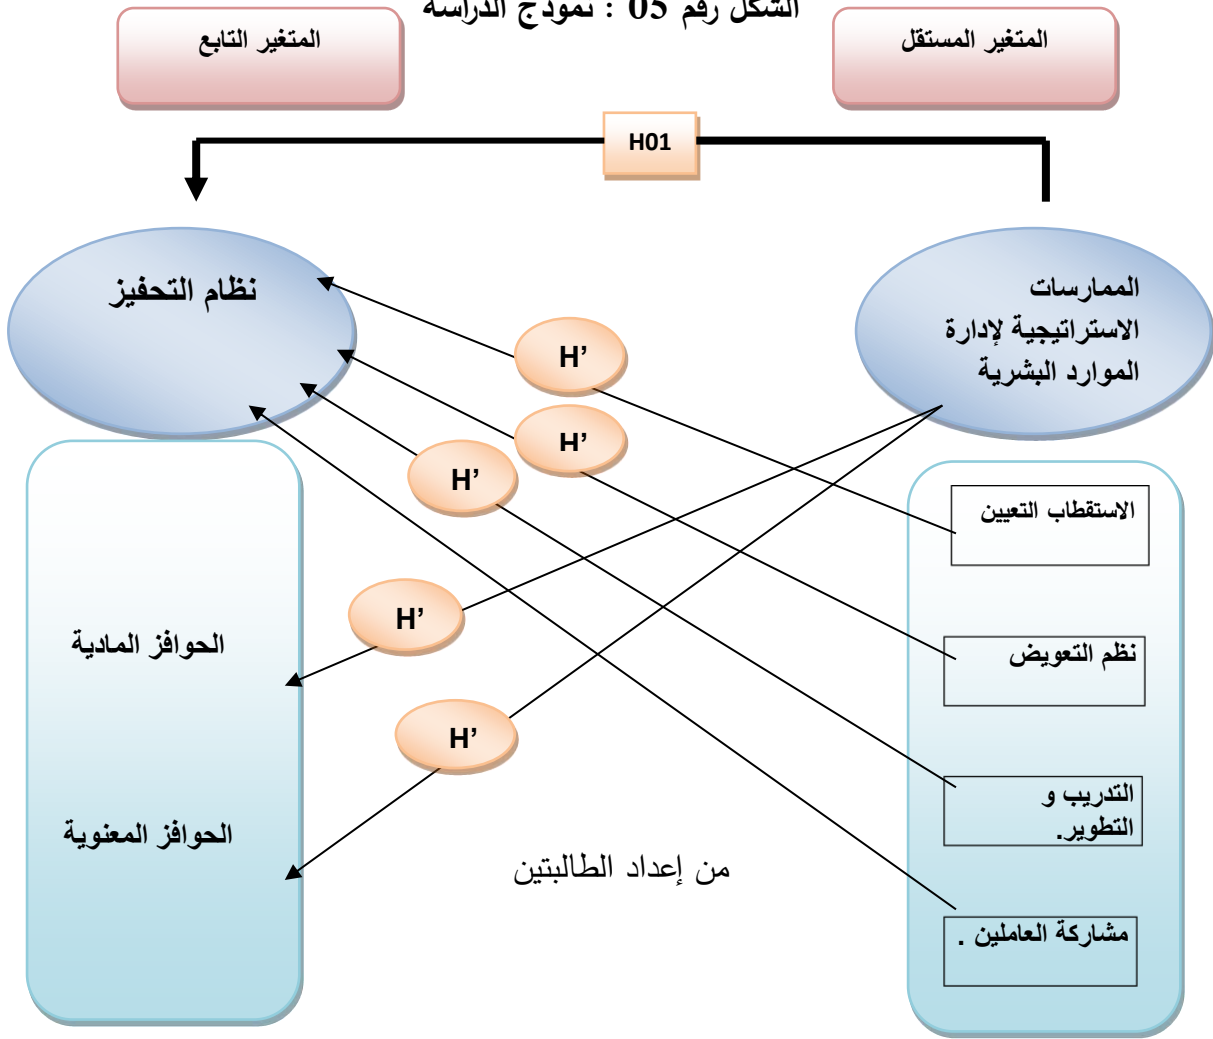 الشكل رقم 05 : نموذج الدراسة
المتغير المستقل
المتغير التابع
H01
الممارسات
الاستراتيجية لإدارة
الموارد البشرية
نظام التحفيز
H’
H’
H’
H’
H’
الاستقطاب التعيين
نظم التعويض
التدريب و
التطوير.
مشاركة العاملين .
الحوافز المادية
الحوافز المعنوية
من إعداد الطالبتين